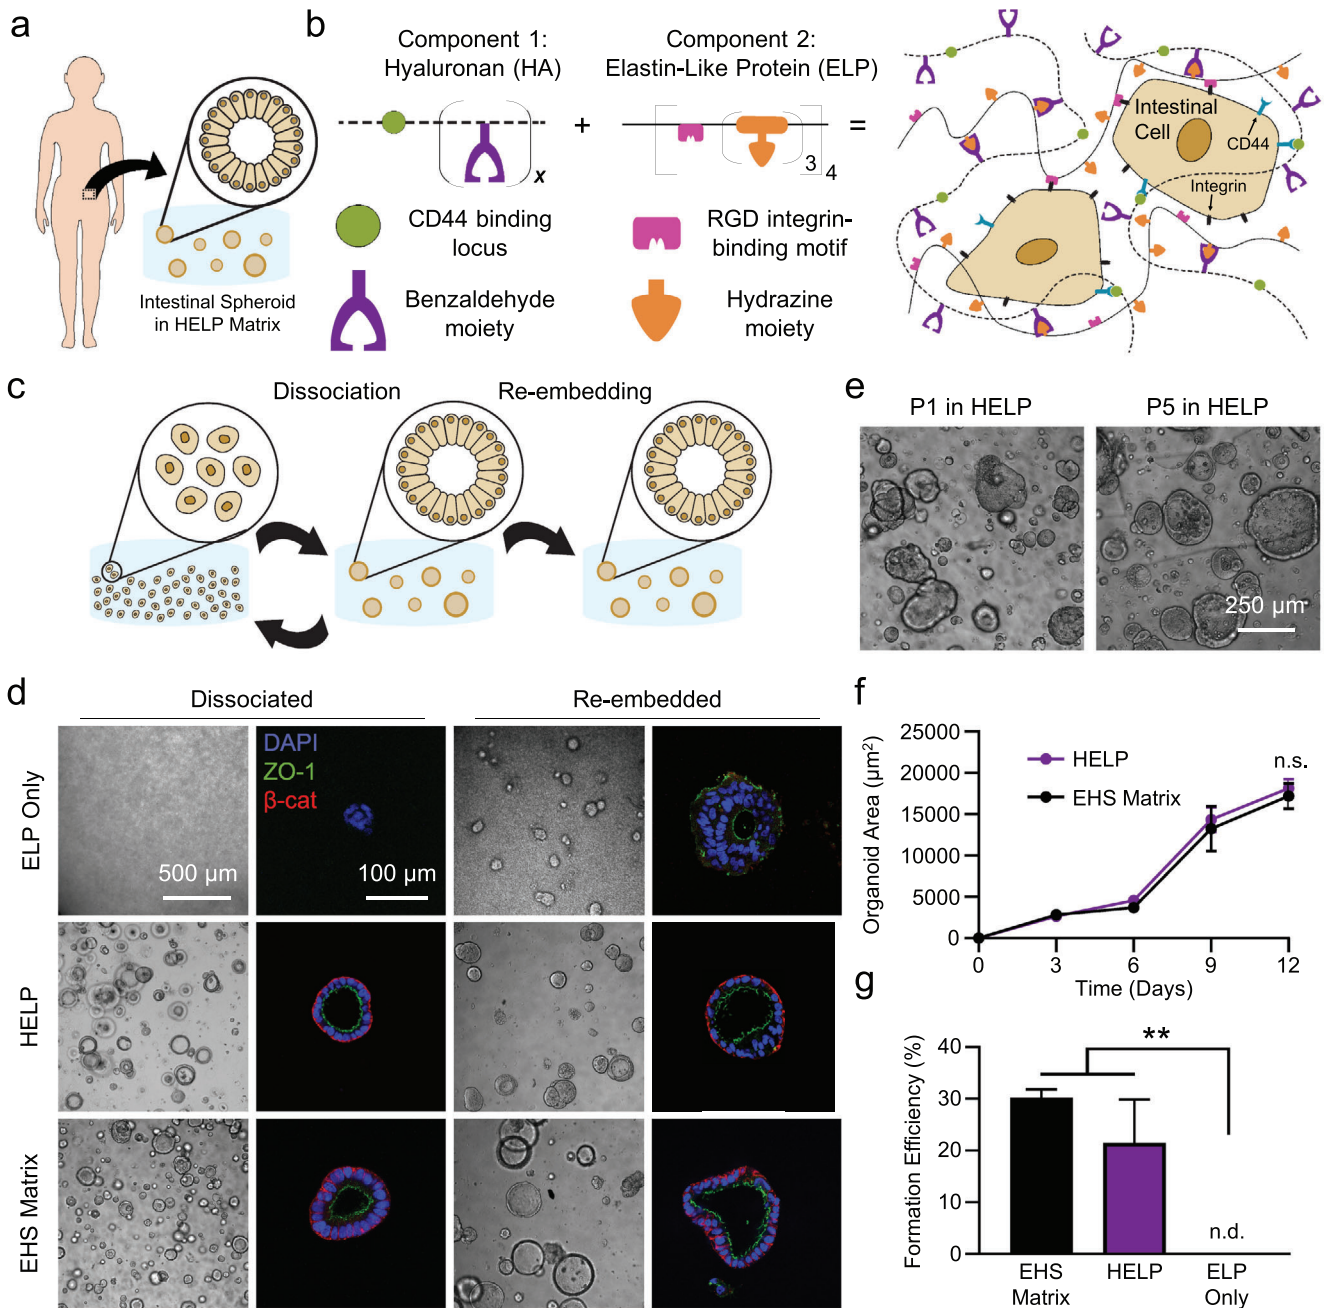 a
Intestinal Spheroid
in HELP Matrix
b
Component 1:
Hyaluronan (HA)
x
+
Component 2:
Elastin-Like Protein (ELP)
3
4
=
CD44 binding
locus
RGD integrin-
binding motif
Benzaldehyde
moiety
Hydrazine
moiety
Intestinal
Cell
CD44
Integrin
c
Dissociation
Re-embedding
e
P1 in HELP
P5 in HELP
250 µm
d
Dissociated
Re-embedded
ELP Only
500 µm
DAPI
ZO-1
β-cat
100 µm
HELP
EHS Matrix
f
Organoid Area (µm²)
25000
20000
15000
10000
5000
0
HELP
EHS Matrix
n.s.
0 3 6 9 12
Time (Days)
g
Formation Efficiency (%)
40
30
20
10
0
**
n.d.
EHS
Matrix
HELP
ELP
Only